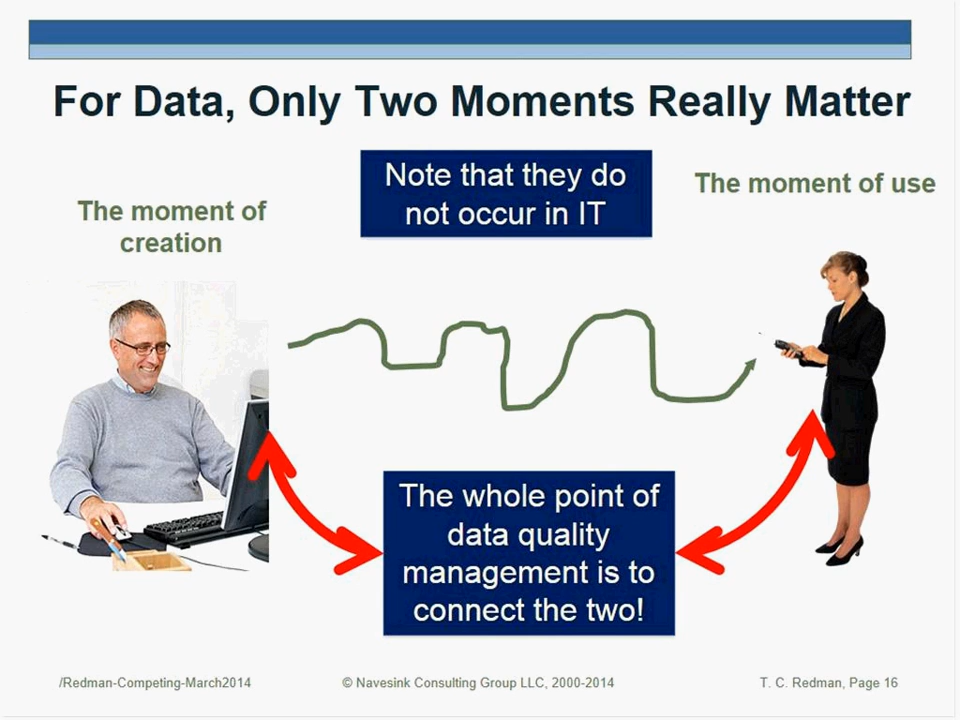 For Data, Only Two Moments Really Matter
Note that they do
not occur in IT
The moment of use
The moment of
creation
The whole point of
data quality
management is to
connect the two!
/Redman-Competing-March2014
© Navesink Consulting Group LLC, 2000-2014
T. C. Redman, Page 16